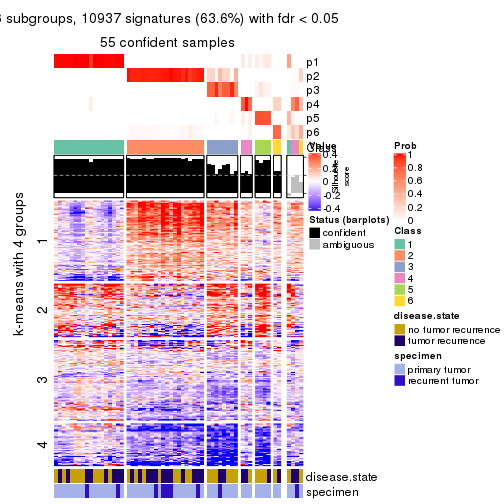 6 subgroups, 10937 signatures (63.6%) with fdr < 0.05
55 confident samples
p1
p2
p3
p4
p5
p6
Class
Silhouette
score
k-means with 4 groups
1
2
3
4
disease.state
specimen
Value
0.4
0.2
0
-0.2
-0.4
Status (barplots)
confident
ambiguous
Prob
1
0.8
0.6
0.4
0.2
0
Class
1
2
3
4
5
6
disease.state
no tumor recurrence
tumor recurrence
specimen
primary tumor
recurrent tumor